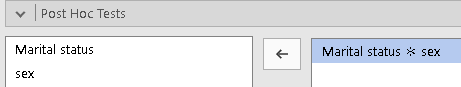 Post Hoc Tests
Marital status
sex
Marital status ✻ sex